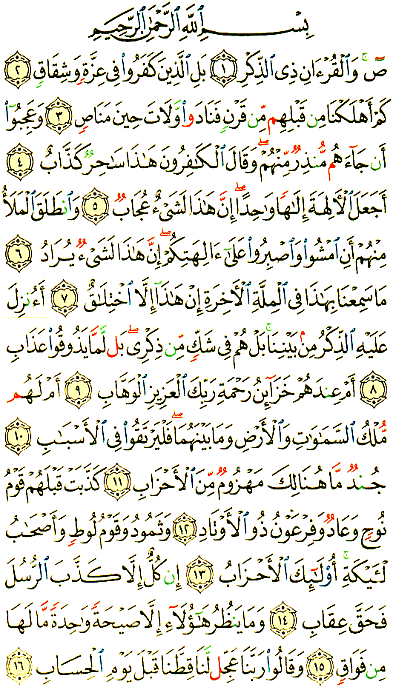 بِسْمِ ٱللَّهِ ٱلرَّحْمَٰنِ ٱلرَّحِيمِ
صٓ ۚ وَٱلْقُرْءَانِ ذِى ٱلذِّكْرِ ۝١ بَلِ ٱلَّذِينَ كَفَرُوا۟ فِى عِزَّةٍ وَشِقَاقٍ ۝٢
كَمْ أَهْلَكْنَا مِن قَبْلِهِم مِّن قَرْنٍ فَنَادَوا۟ وَّلَاتَ حِينَ مَنَاصٍ ۝٣ وَعَجِبُوٓا۟
أَن جَآءَهُم مُّنذِرٌ مِّنْهُمْ ۖ وَقَالَ ٱلْكَٰفِرُونَ هَٰذَا سَٰحِرٌ كَذَّابٌ ۝٤
أَجَعَلَ ٱلْءَالِهَةَ إِلَٰهًا وَٰحِدًا ۖ إِنَّ هَٰذَا لَشَىْءٌ عُجَابٌ ۝٥ وَٱنطَلَقَ ٱلْمَلَأُ
مِنْهُمْ أَنِ ٱمْشُوا۟ وَٱصْبِرُوا۟ عَلَىٰٓ ءَالِهَتِكُمْ ۖ إِنَّ هَٰذَا لَشَىْءٌ يُرَادُ ۝٦
مَا سَمِعْنَا بِهَٰذَا فِى ٱلْمِلَّةِ ٱلْءَاخِرَةِ إِنْ هَٰذَآ إِلَّا ٱخْتِلَٰقٌ ۝٧ أَءُنزِلَ
عَلَيْهِ ٱلذِّكْرُ مِنۢ بَيْنِنَا ۚ بَلْ هُمْ فِى شَكٍّ مِّن ذِكْرِى ۖ بَل لَّمَّا يَذُوقُوا۟ عَذَابِ
۝٨ أَمْ عِندَهُمْ خَزَآئِنُ رَحْمَةِ رَبِّكَ ٱلْعَزِيزِ ٱلْوَهَّابِ ۝٩ أَمْ لَهُم
مُّلْكُ ٱلسَّمَٰوَٰتِ وَٱلْأَرْضِ وَمَا بَيْنَهُمَا ۖ فَلْيَرْتَقُوا۟ فِى ٱلْأَسْبَٰبِ ۝١٠
جُندٌ مَّا هُنَالِكَ مَهْزُومٌ مِّنَ ٱلْأَحْزَابِ ۝١١ كَذَّبَتْ قَبْلَهُمْ قَوْمُ
نُوحٍ وَعَادٌ وَفِرْعَوْنُ ذُو ٱلْأَوْتَادِ ۝١٢ وَثَمُودُ وَقَوْمُ لُوطٍ وَأَصْحَٰبُ
لْـَٔيْكَةِ ۚ أُو۟لَٰٓئِكَ ٱلْأَحْزَابُ ۝١٣ إِن كُلٌّ إِلَّا كَذَّبَ ٱلرُّسُلَ
فَحَقَّ عِقَابِ ۝١٤ وَمَا يَنظُرُ هَٰٓؤُلَآءِ إِلَّا صَيْحَةً وَٰحِدَةً مَّا لَهَا
مِن فَوَاقٍ ۝١٥ وَقَالُوا۟ رَبَّنَا عَجِّل لَّنَا قِطَّنَا قَبْلَ يَوْمِ ٱلْحِسَابِ ۝١٦